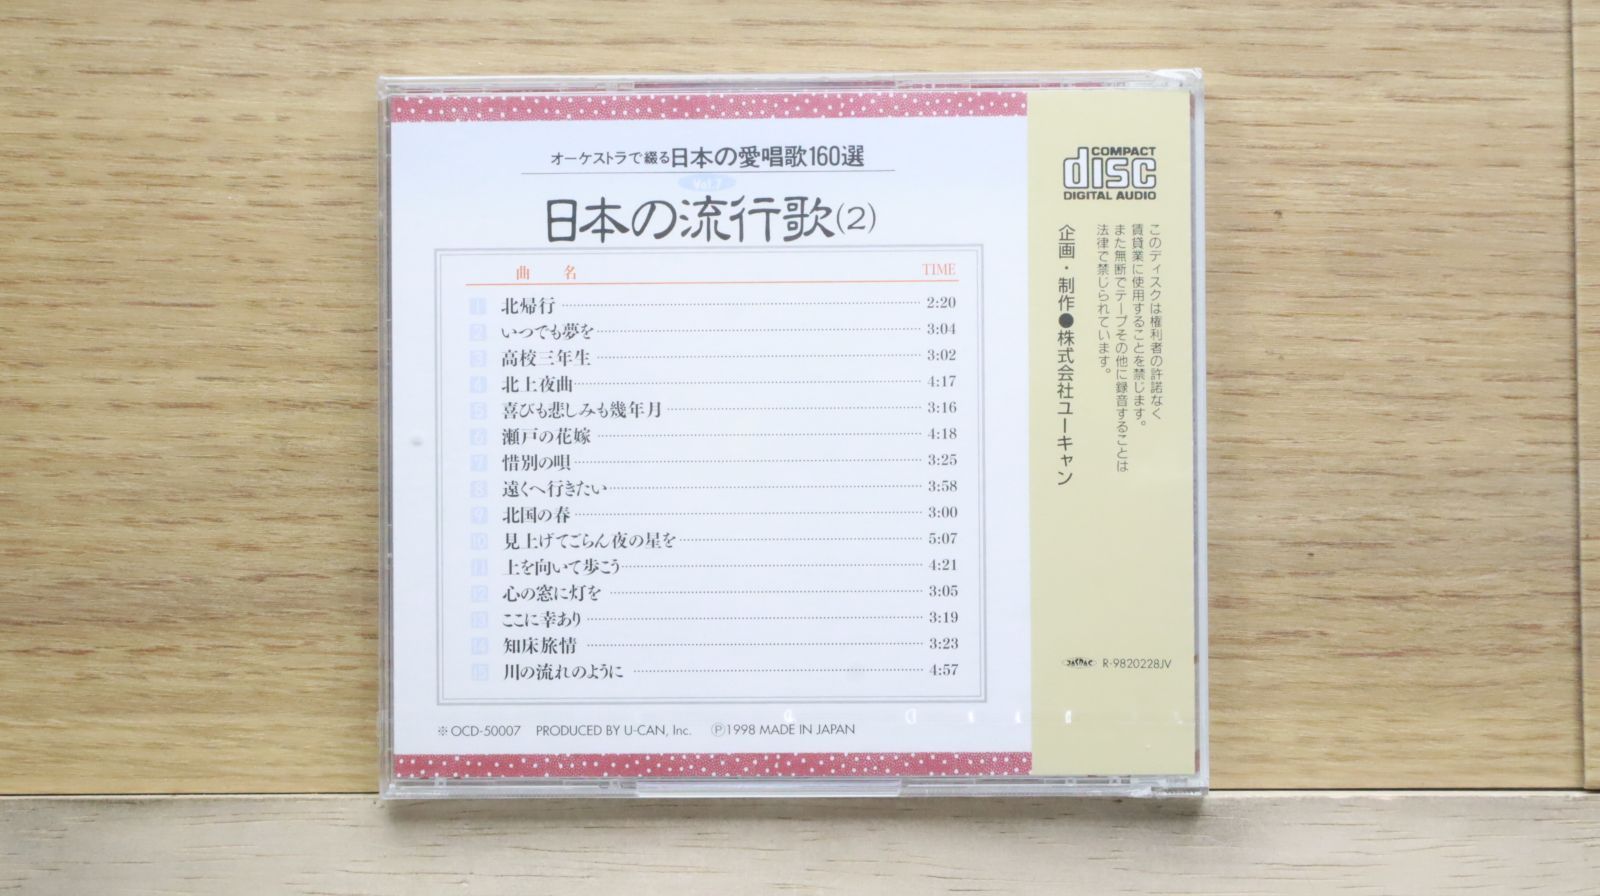 オーケストラで綴る日本の愛唱歌160選
Vol.7
日本の流行歌(2)
曲 名 TIME
1 北帰行 2:20
2 いつでも夢を 3:04
3 高校三年生 3:02
4 北上夜曲 4:17
5 喜びも悲しみも幾年月 3:16
6 瀬戸の花嫁 4:18
7 惜別の唄 3:25
8 遠くへ行きたい 3:58
9 北国の春 3:00
10 見上げてごらん夜の星を 5:07
11 上を向いて歩こう 4:21
12 心の窓に灯を 3:05
13 ここに幸あり 3:19
14 知床旅情 3:23
15 川の流れのように 4:57
※ OCD-50007 PRODUCED BY U-CAN, Inc. Ⓟ1998 MADE IN JAPAN
COMPACT
disc
DIGITAL AUDIO
このディスクは権利者の許諾なく
賃貸業に使用することを禁じます。
また無断でテープその他に録音することは
法律で禁じられています。
企画・制作●株式会社ユーキャン
JASRAC R-9820228JV